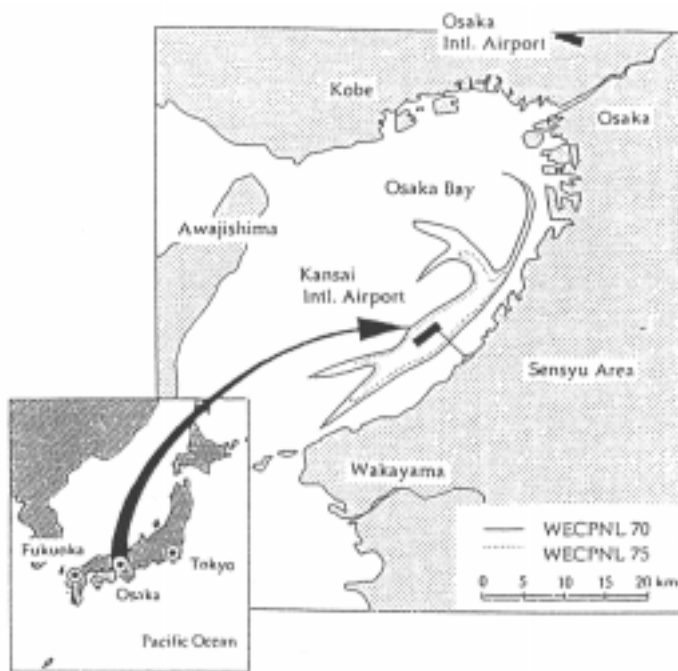 Osaka
Intl. Airport
Kobe
Osaka
Osaka Bay
Awajishima
Kansai
Intl. Airport
Sensyu Area
Wakayama
WECPNL 70
WECPNL 75
0 5 10 15 20 km
Fukuoka
Tokyo
Osaka
Pacific Ocean